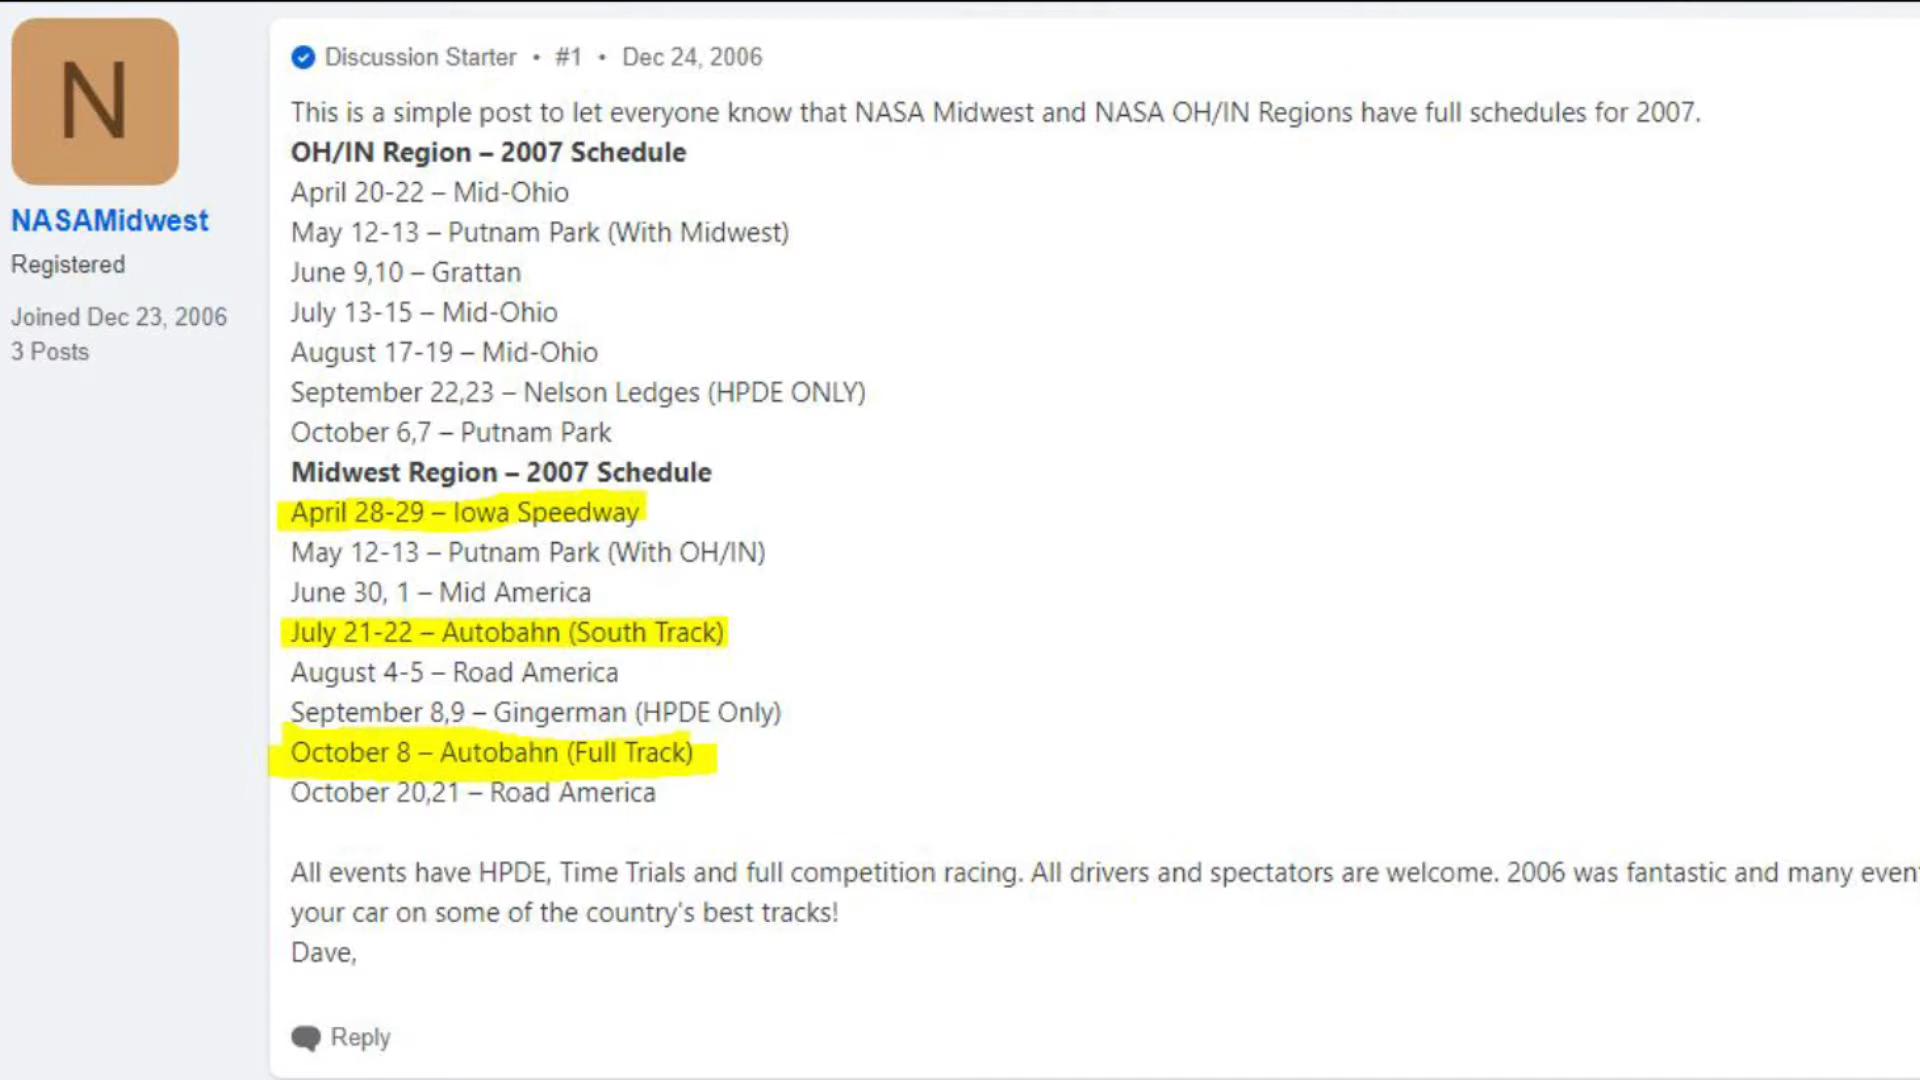 N
NASAMidwest
Registered
Joined Dec 23, 2006
3 Posts
Discussion Starter • #1 • Dec 24, 2006
This is a simple post to let everyone know that NASA Midwest and NASA OH/IN Regions have full schedules for 2007.
OH/IN Region – 2007 Schedule
April 20-22 – Mid-Ohio
May 12-13 – Putnam Park (With Midwest)
June 9,10 – Grattan
July 13-15 – Mid-Ohio
August 17-19 – Mid-Ohio
September 22,23 – Nelson Ledges (HPDE ONLY)
October 6,7 – Putnam Park
Midwest Region – 2007 Schedule
April 28-29 – Iowa Speedway
May 12-13 – Putnam Park (With OH/IN)
June 30, 1 – Mid America
July 21-22 – Autobahn (South Track)
August 4-5 – Road America
September 8,9 – Gingerman (HPDE Only)
October 8 – Autobahn (Full Track)
October 20,21 – Road America
All events have HPDE, Time Trials and full competition racing. All drivers and spectators are welcome. 2006 was fantastic and many event
your car on some of the country's best tracks!
Dave,
Reply